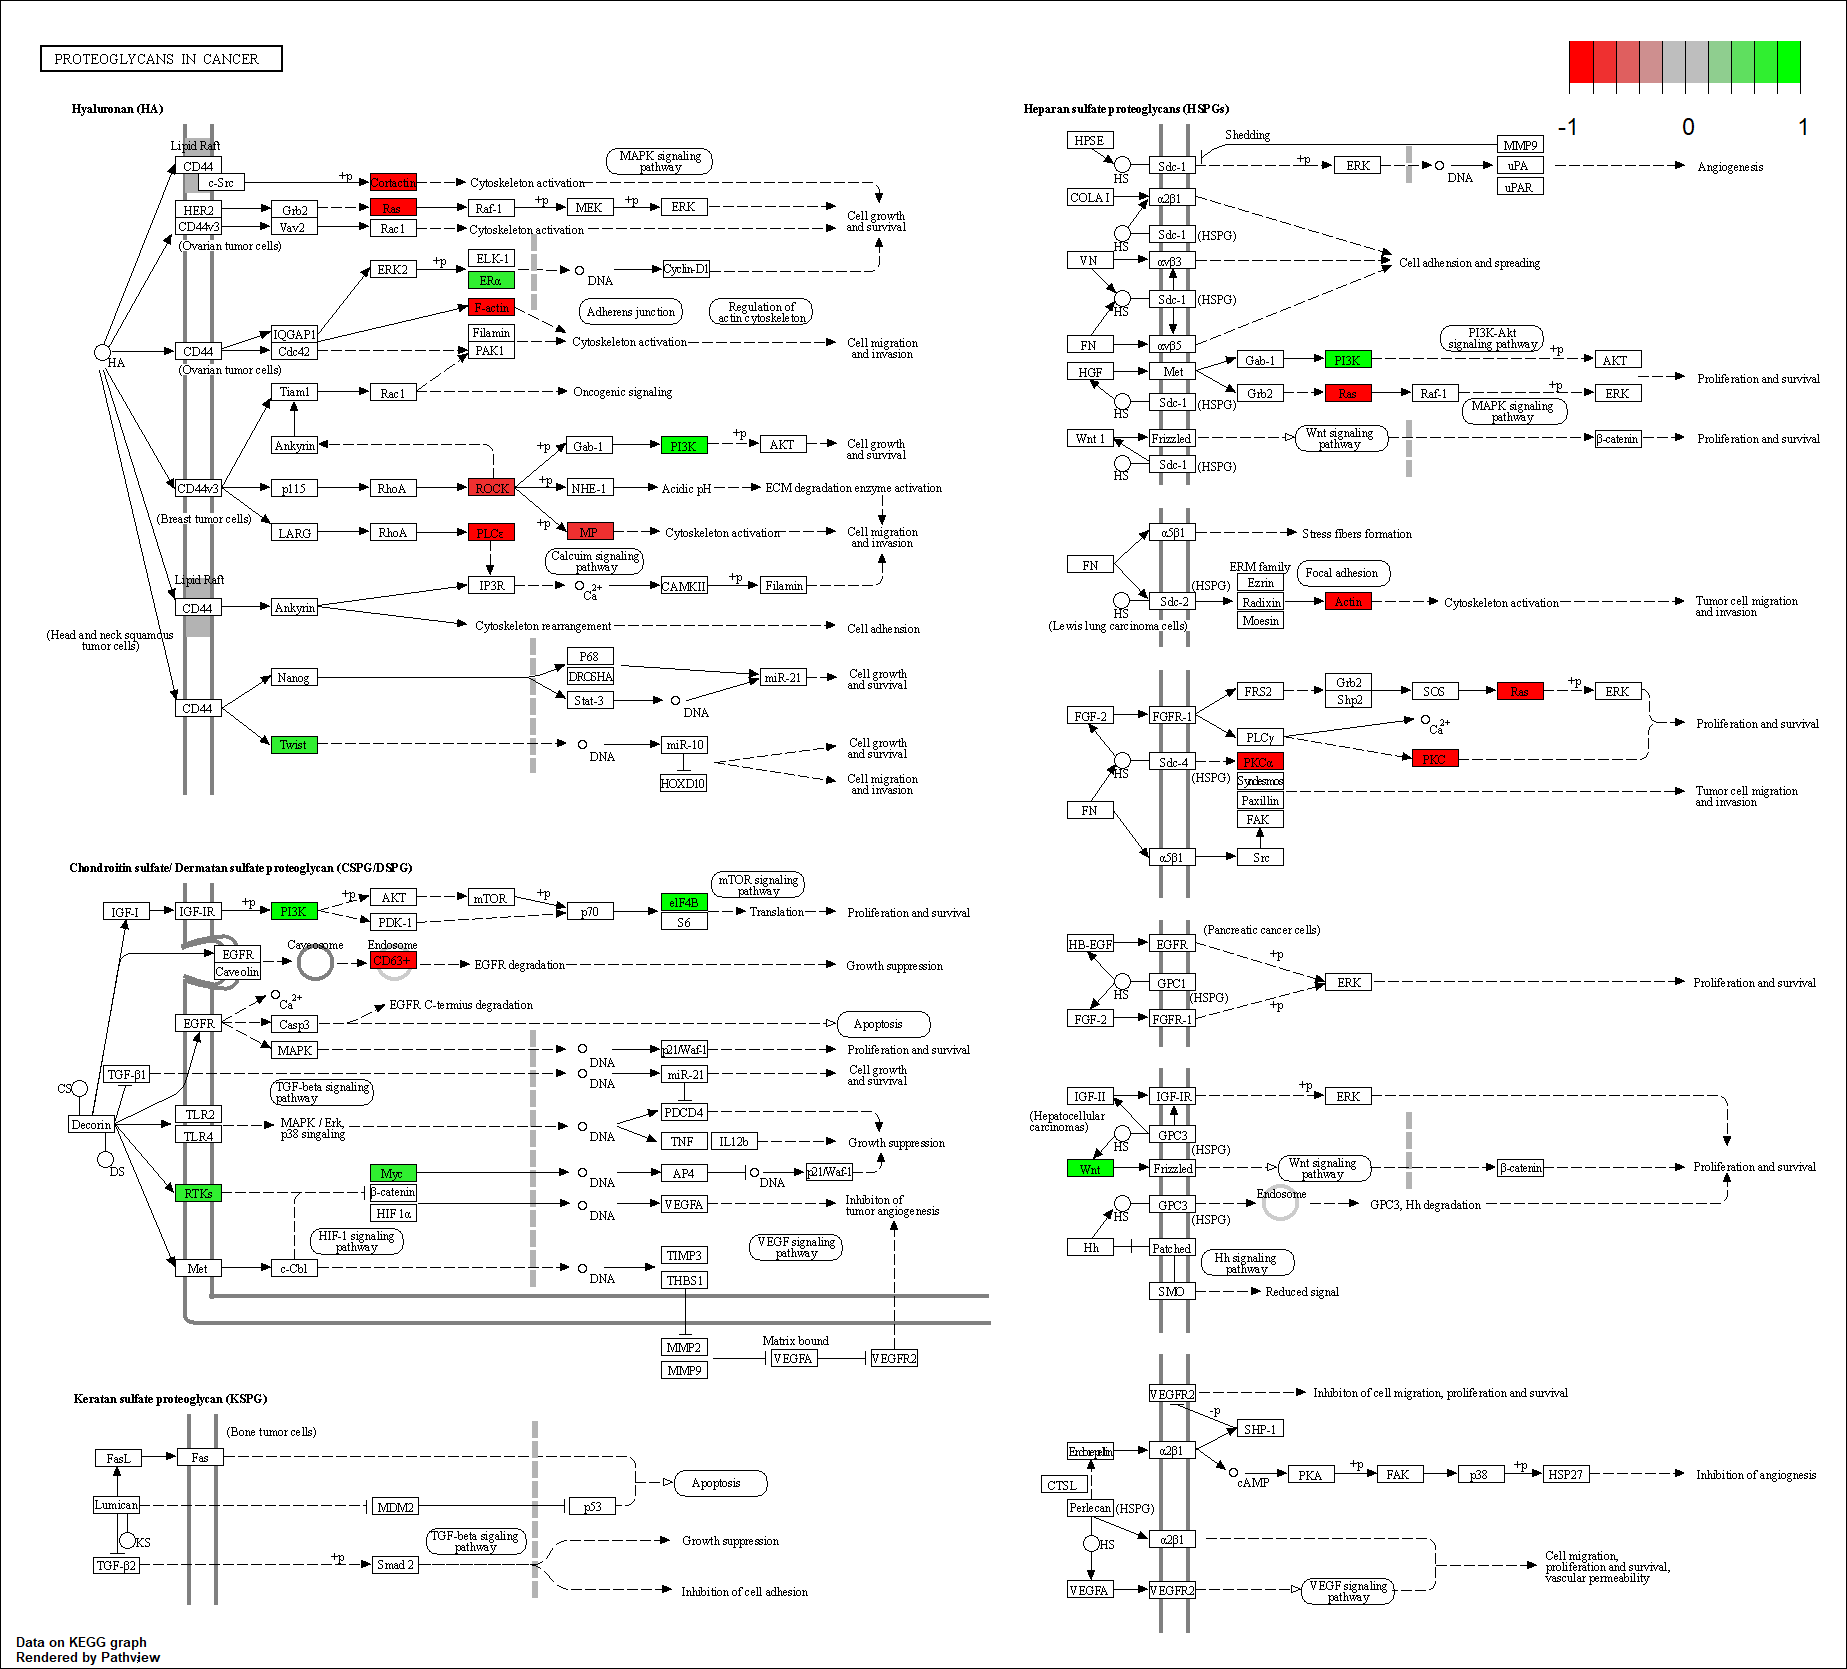 PROTEOGLYCANS IN CANCER
-1
0
1
Hyaluronan (HA)
Lipid Raft
CD44
c-Src
+p
Cortactin
Cytoskeleton activation
MAPK signaling
pathway
HER2
CD44v3
Grb2
Vav2
Ras
Rac1
Raf-1
+p
MEK
+p
ERK
Cytoskeleton activation
Cell growth
and survival
(Ovarian tumor cells)
ERK2
+p
ELK-1
ERα
DNA
Cyclin-D1
F-actin
Adherens junction
Regulation of
actin cytoskeleton
HA
CD44
IQGAP1
Cdc42
Filamin
PAK1
Cytoskeleton activation
Cell migration
and invasion
(Ovarian tumor cells)
Tiam1
Rac1
Oncogenic signaling
Ankyrin
+p
Gab-1
PI3K
+p
AKT
Cell growth
and survival
CD44v3
p115
RhoA
ROCK
+p
NHE-1
Acidic pH
ECM degradation enzyme activation
(Breast tumor cells)
LARG
RhoA
PLCε
+p
MP
Cytoskeleton activation
Cell migration
and invasion
Calcuim signaling
pathway
Lipid Raft
CD44
Ankyrin
IP3R
Ca2+
CAMKII
+p
Filamin
Cytoskeleton rearrangement
Cell adhesion
(Head and neck squamous
tumor cells)
CD44
Nanog
P68
DROSHA
Stat-3
DNA
miR-21
Cell growth
and survival
Twist
DNA
miR-10
HOXD10
Cell growth
and survival
Cell migration
and invasion
Chondroitin sulfate/ Dermatan sulfate proteoglycan (CSPG/DSPG)
IGF-I
IGF-IR
+p
PI3K
+p
AKT
PDK-1
mTOR
+p
p70
eIF4B
S6
mTOR signaling
pathway
Translation
Proliferation and survival
EGFR
Caveolin
Caveosome
Endosome
CD63+
EGFR degradation
Growth suppression
Ca2+
EGFR C-termius degradation
EGFR
Casp3
Apoptosis
MAPK
DNA
p21/Waf-1
Proliferation and survival
TGF-β1
DNA
miR-21
Cell growth
and survival
CS
Decorin
DS
TGF-beta signaling
pathway
TLR2
TLR4
MAPK / Erk,
p38 singaling
DNA
PDCD4
TNF
IL12b
Growth suppression
Myc
β-catenin
HIF1α
DNA
AP4
DNA
p21/Waf-1
RTKs
DNA
VEGFA
Inhibiton of
tumor angiogenesis
HIF-1 signaling
pathway
VEGF signaling
pathway
Met
c-Cbl
DNA
TIMP3
THBS1
MMP2
MMP9
Matrix bound
VEGFA
VEGFR2
Keratan sulfate proteoglycan (KSPG)
(Bone tumor cells)
FasL
Fas
Apoptosis
Lumican
MDM2
p53
KS
TGF-β2
+p
Smad 2
TGF-beta sigaling
pathway
Growth suppression
Inhibition of cell adhesion
Heparan sulfate proteoglycans (HSPGs)
HPSE
HS
Sdc-1
Shedding
+p
ERK
DNA
MMP9
uPA
uPAR
Angiogenesis
COLA1
α2β1
HS
Sdc-1
(HSPG)
VN
αvβ3
Cell adhesion and spreading
HS
Sdc-1
(HSPG)
FN
αvβ5
HGF
Met
Gab-1
PI3K
PI3K-Akt
signaling pathway
+p
AKT
Proliferation and survival
Grb2
Ras
Raf-1
+p
ERK
HS
Sdc-1
(HSPG)
MAPK signaling
pathway
Wnt 1
Frizzled
Wnt signaling
pathway
β-catenin
Proliferation and survival
HS
Sdc-1
(HSPG)
α5β1
Stress fibers formation
FN
(HSPG)
ERM family
Ezrin
Radixin
Moesin
Focal adhesion
HS
Sdc-2
Actin
Cytoskeleton activation
Tumor cell migration
and invasion
(Lewis lung carcinoma cells)
FGF-2
FGFR-1
FRS2
Grb2
Shp2
SOS
Ras
+p
ERK
Ca2+
Proliferation and survival
PLCγ
PKC
HS
Sdc-4
(HSPG)
PKCα
Syndesmos
Paxillin
FAK
Tumor cell migration
and invasion
FN
α5β1
Src
(Pancreatic cancer cells)
HB-EGF
EGFR
+p
HS
GPC1
(HSPG)
ERK
Proliferation and survival
FGF-2
FGFR-1
+p
IGF-II
IGF-IR
+p
ERK
(Hepatocellular
carcinomas)
HS
GPC3
(HSPG)
Wnt
Frizzled
Wnt signaling
pathway
β-catenin
Proliferation and survival
HS
GPC3
(HSPG)
Endosome
GPC3, Hh degradation
Hh
Patched
Hh signaling
pathway
SMO
Reduced signal
VEGFR2
Inhibiton of cell migration, proliferation and survival
-p
SHP-1
Endorepellin
α2β1
cAMP
PKA
+p
FAK
p38
+p
HSP27
Inhibition of angiognesis
CTSL
Perlecan
(HSPG)
HS
α2β1
VEGFA
VEGFR2
VEGF signaling
pathway
Cell migration,
proliferation and survival,
vascular permeability
Data on KEGG graph
Rendered by Pathview